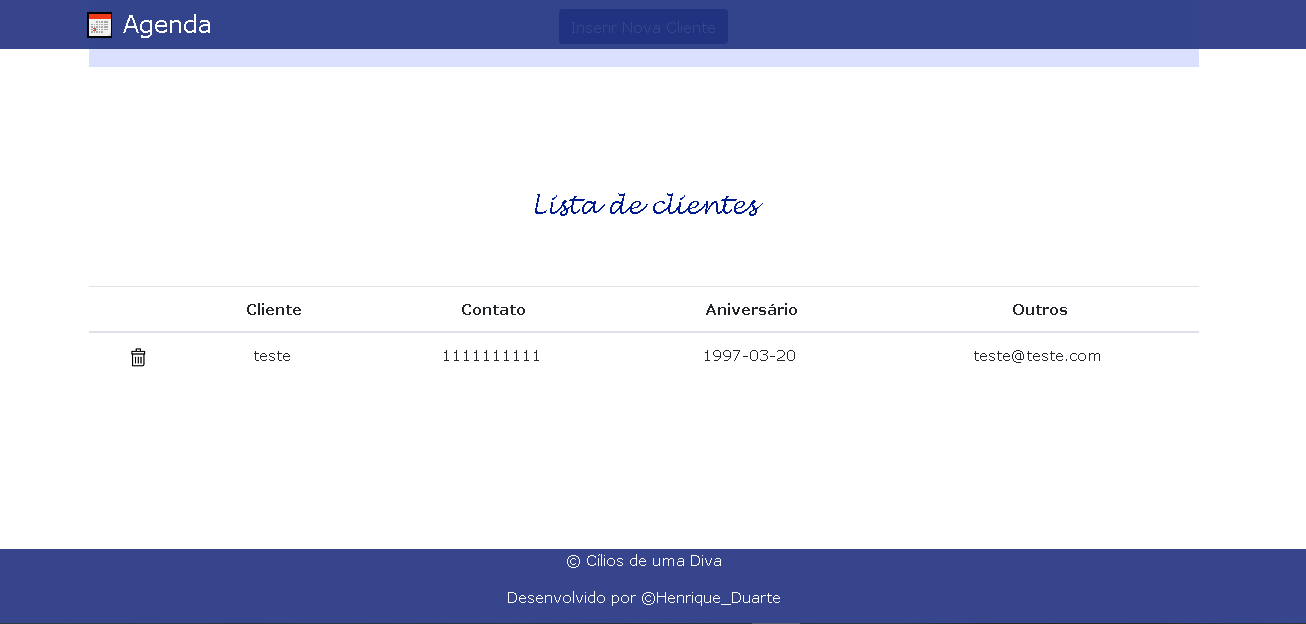 Agenda
Inserir Nova Cliente
Lista de clientes
Cliente Contato Aniversário Outros
teste 1111111111 1997-03-20 teste@teste.com
© Cílios de uma Diva
Desenvolvido por ©Henrique_Duarte